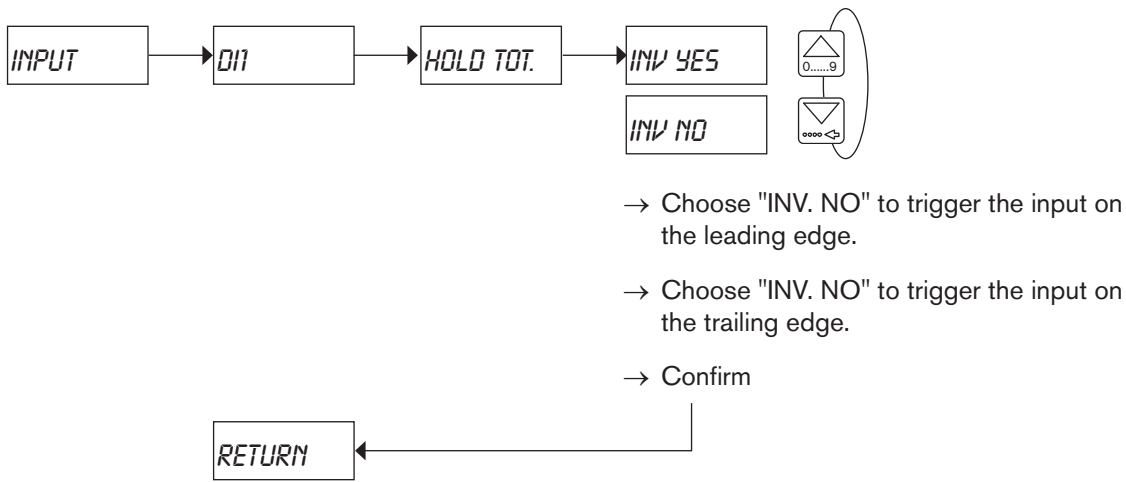 INPUT
DI1
HOLD TOT.
INV YES
0......9
INV NO
→ Choose "INV. NO" to trigger the input on
the leading edge.
→ Choose "INV. NO" to trigger the input on
the trailing edge.
→ Confirm
RETURN